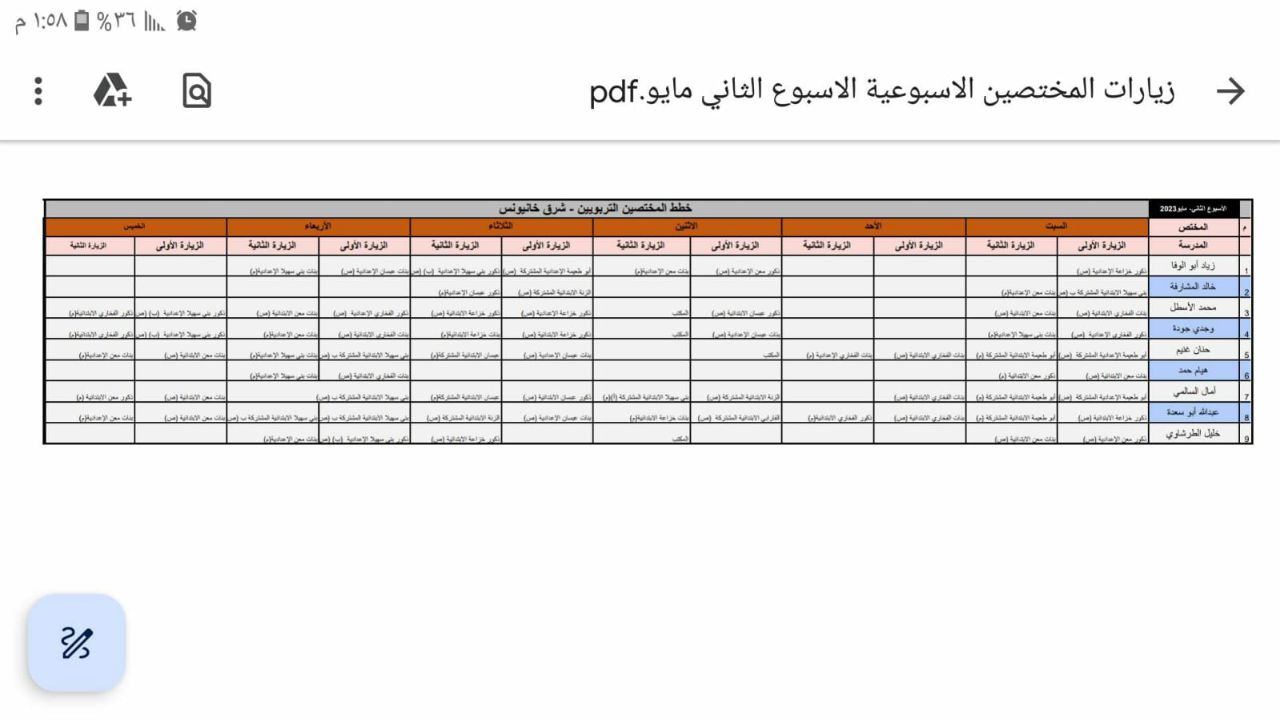 ١:٥٨ م ٣٦%
زيارات المختصين الاسبوعية الاسبوع الثاني مايو.pdf
الاسبوع الثاني- مايو2023 خطط المختصين التربويين - شرق خانيونس
م المختص السبت الأحد الاثنين الثلاثاء الأربعاء الخميس
المدرسة الزيارة الأولى الزيارة الثانية الزيارة الأولى الزيارة الثانية الزيارة الأولى الزيارة الثانية الزيارة الأولى الزيارة الثانية الزيارة الأولى الزيارة الثانية الزيارة الأولى الزيارة الثانية
1 زياد أبو الوفا ذكور خزاعة الإعدادية (ص) ذكور معن الإعدادية (ص) بنات معن الإعدادية(م) أبو طعيمة الإعدادية المشتركة (ص) ذكور بني سهيلا الإعدادية (ب) (ص) بنات عبسان الإعدادية (ص) بنات بني سهيلا الإعدادية(م)
2 خالد المشارفة بني سهيلا الابتدائية المشتركة ب (ص) بنات معن الإعدادية(م) الزنة الابتدائية المشتركة (ص) ذكور عبسان الإعدادية(م)
3 محمد الأسطل بنات الفخاري الابتدائية (ص) بنات معن الابتدائية (ص) ذكور عبسان الابتدائية (ص) المكتب ذكور خزاعة الإعدادية (ص) ذكور خزاعة الابتدائية (ص) ذكور الفخاري الإعدادية (ص) بنات معن الابتدائية (ص) ذكور بني سهيلا الإعدادية (ب) (ص) ذكور الفخاري الابتدائية(م)
4 وجدي جودة ذكور الفخاري الإعدادية (ص) بنات بني سهيلا الإعدادية(م) بنات عبسان الإعدادية (ص) المكتب ذكور خزاعة الإعدادية (ص) بنات خزاعة الابتدائية(م) بنات الفخاري الابتدائية (ص) بنات معن الإعدادية(م) ذكور بني سهيلا الإعدادية (ب) (ص) ذكور الفخاري الابتدائية(م)
5 حنان غنيم أبو طعيمة الإعدادية المشتركة (ص) أبو طعيمة الابتدائية المشتركة (م) بنات الفخاري الابتدائية (ص) بنات الفخاري الإعدادية (م) المكتب بنات عبسان الإعدادية (ص) عبسان الابتدائية المشتركة(م) بني سهيلا الابتدائية المشتركة ب (ص) بنات بني سهيلا الإعدادية(م) بنات معن الابتدائية (ص) بنات معن الإعدادية(م)
6 هيام حمد بنات معن الابتدائية (ص) ذكور معن الابتدائية (م) بنات الفخاري الابتدائية (ص) بنات بني سهيلا الإعدادية(م)
7 آمال السالمي أبو طعيمة الإعدادية المشتركة (ص) أبو طعيمة الابتدائية المشتركة (م) بنات الفخاري الابتدائية (ص) الزنة الابتدائية المشتركة (ص) بني سهيلا الابتدائية المشتركة (أ)(م) ذكور عبسان الابتدائية (ص) عبسان الابتدائية المشتركة(م) بني سهيلا الابتدائية المشتركة ب (ص) بنات معن الابتدائية (ص) ذكور معن الابتدائية (م)
8 عبدالله أبو سعدة ذكور خزاعة الابتدائية (ص) أبو طعيمة الابتدائية المشتركة (م) بنات الفخاري الابتدائية (ص) ذكور الفخاري الابتدائية(م) الفارابي الابتدائية المشتركة (ص) بنات خزاعة الابتدائية(م) بنات عبسان الابتدائية (ص) الزنة الابتدائية المشتركة (ص) بني سهيلا الابتدائية المشتركة ب (ص) بني سهيلا الابتدائية المشتركة ب (ص) بنات معن الابتدائية (ص) بنات معن الإعدادية(م)
9 خليل الطرشاوي ذكور معن الإعدادية (ص) بنات معن الابتدائية (ص) المكتب ذكور خزاعة الابتدائية (ص) ذكور بني سهيلا الإعدادية (ب) (ص) بنات معن الإعدادية(م)